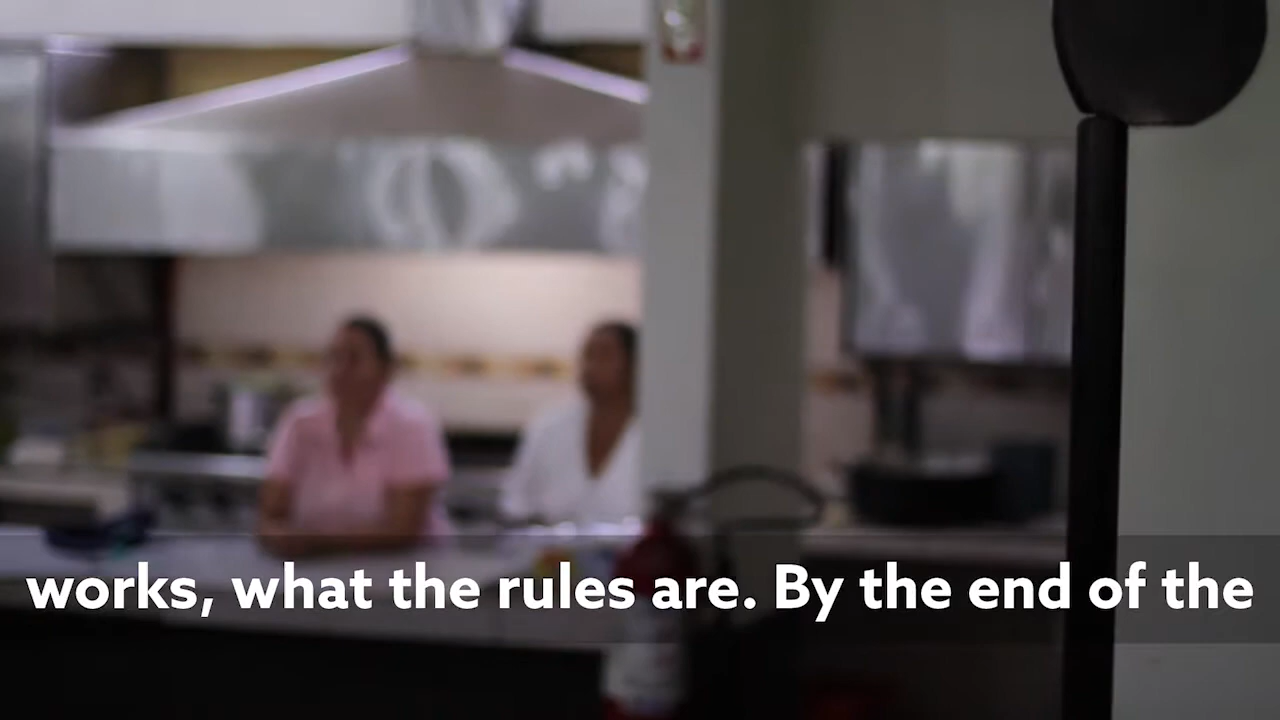 works, what the rules are. By the end of the